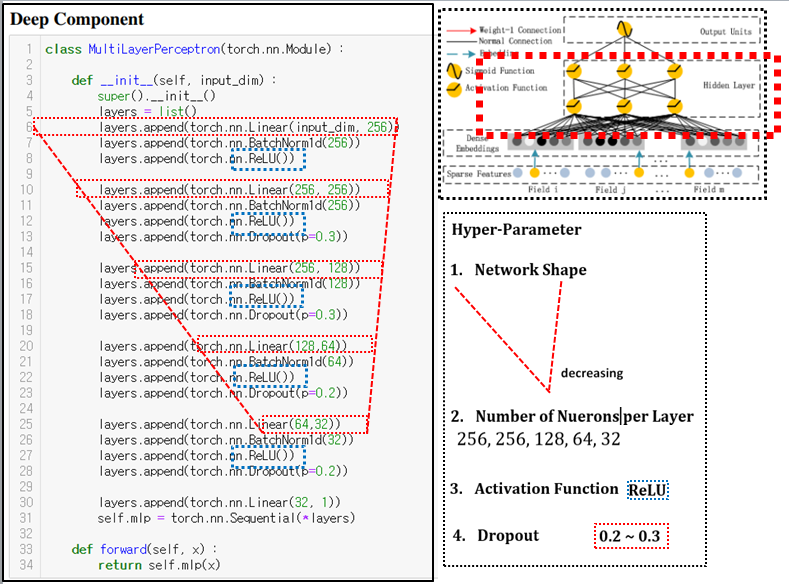 Deep Component
1 class MultiLayerPerceptron(torch.nn.Module) :
2
3 def __init__(self, input_dim) :
4 super().__init__()
5 layers = list()
6 layers.append(torch.nn.Linear(input_dim, 256))
7 layers.append(torch.nn.BatchNorm1d(256))
8 layers.append(torch.nn.ReLU())
9
10 layers.append(torch.nn.Linear(256, 256))
11 layers.append(torch.nn.BatchNorm1d(256))
12 layers.append(torch.nn.ReLU())
13 layers.append(torch.nn.Dropout(p=0.3))
14
15 layers.append(torch.nn.Linear(256, 128))
16 layers.append(torch.nn.BatchNorm1d(128))
17 layers.append(torch.nn.ReLU())
18 layers.append(torch.nn.Dropout(p=0.3))
19
20 layers.append(torch.nn.Linear(128,64))
21 layers.append(torch.nn.BatchNorm1d(64))
22 layers.append(torch.nn.ReLU())
23 layers.append(torch.nn.Dropout(p=0.2))
24
25 layers.append(torch.nn.Linear(64,32))
26 layers.append(torch.nn.BatchNorm1d(32))
27 layers.append(torch.nn.ReLU())
28 layers.append(torch.nn.Dropout(p=0.2))
29
30 layers.append(torch.nn.Linear(32, 1))
31 self.mlp = torch.nn.Sequential(*layers)
32
33 def forward(self, x) :
34 return self.mlp(x)
Weight-1 Connection
Normal Connection
Sigmoid Function
Activation Function
Output Units
Hidden Layer
Dense
Embeddings
Sparse Features
Field i
Field j
...
Field m
Hyper-Parameter
1. Network Shape
decreasing
2. Number of Nuerons per Layer
256, 256, 128, 64, 32
3. Activation Function ReLU
4. Dropout 0.2 ~ 0.3